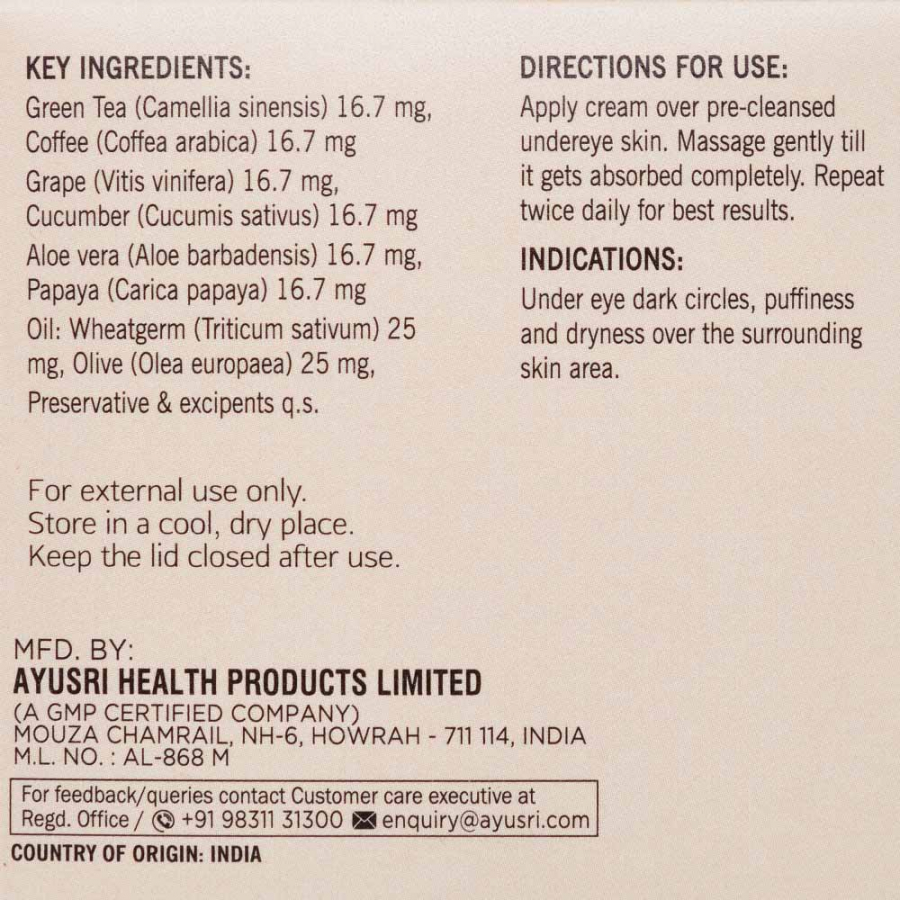 KEY INGREDIENTS:
Green Tea (Camellia sinensis) 16.7 mg,
Coffee (Coffea arabica) 16.7 mg
Grape (Vitis vinifera) 16.7 mg,
Cucumber (Cucumis sativus) 16.7 mg
Aloe vera (Aloe barbadensis) 16.7 mg,
Papaya (Carica papaya) 16.7 mg
Oil: Wheatgerm (Triticum sativum) 25
mg, Olive (Olea europaea) 25 mg,
Preservative & excipents q.s.
For external use only.
Store in a cool, dry place.
Keep the lid closed after use.
DIRECTIONS FOR USE:
Apply cream over pre-cleansed
undereye skin. Massage gently till
it gets absorbed completely. Repeat
twice daily for best results.
INDICATIONS:
Under eye dark circles, puffiness
and dryness over the surrounding
skin area.
MFD. BY:
AYUSRI HEALTH PRODUCTS LIMITED
(A GMP CERTIFIED COMPANY)
MOUZA CHAMRAIL, NH-6, HOWRAH - 711 114, INDIA
M.L. NO. : AL-868 M
For feedback/queries contact Customer care executive at
Regd. Office / +91 98311 31300 enquiry@ayusri.com
COUNTRY OF ORIGIN: INDIA